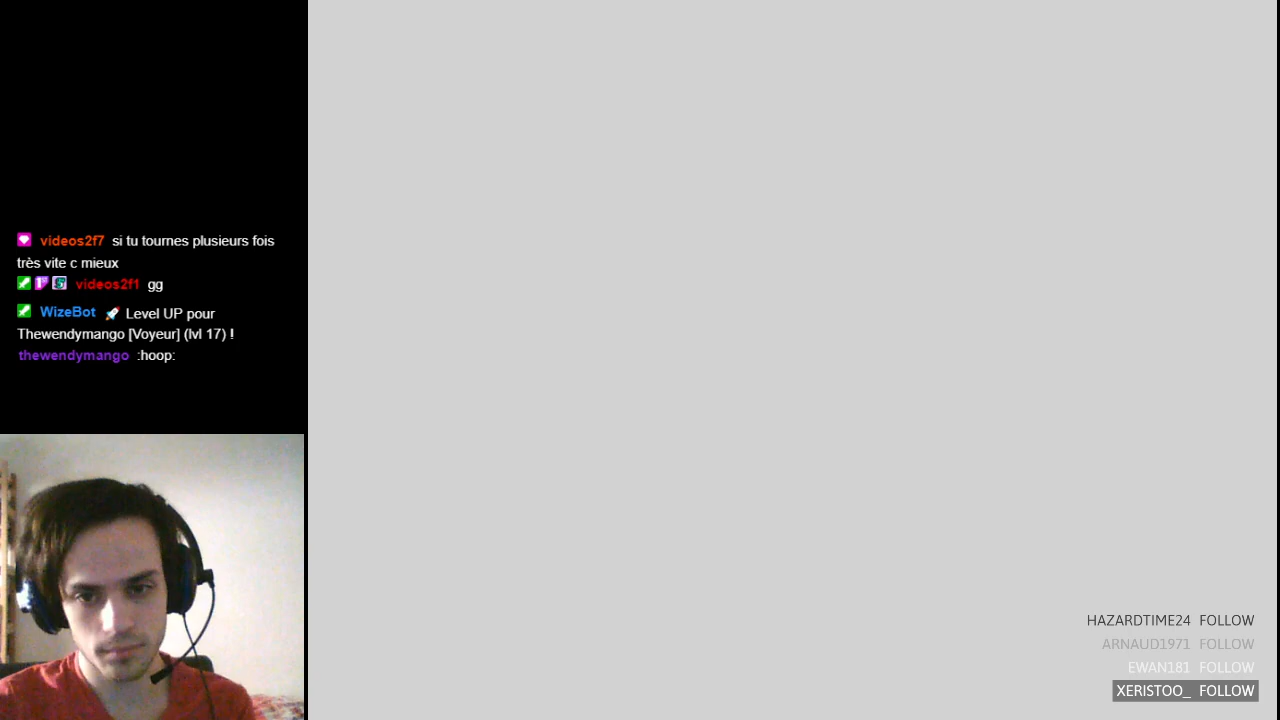 videos2f7 si tu tournes plusieurs fois
très vite c mieux
videos2f1 gg
WizeBot 🚀 Level UP pour
Thewendymango [Voyeur] (lvl 17) !
thewendymango :hoop:
HAZARDTIME24 FOLLOW
ARNAUD1971 FOLLOW
EWAN181 FOLLOW
XERISTOO_ FOLLOW